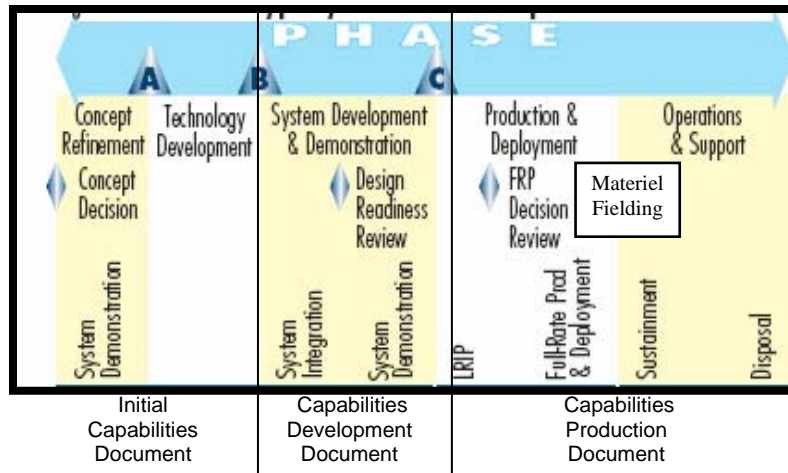 PHASE
A B C
Concept
Refinement
Technology
Development
System Development
& Demonstration
Production &
Deployment
Operations
& Support
Concept
Decision
Design
Readiness
Review
FRP
Decision
Review
Materiel
Fielding
System
Demonstration
System
Integration
System
Demonstration
LRIP
Full-Rate Prod
& Deployment
Sustainment
Disposal
Initial
Capabilities
Document
Capabilities
Development
Document
Capabilities
Production
Document